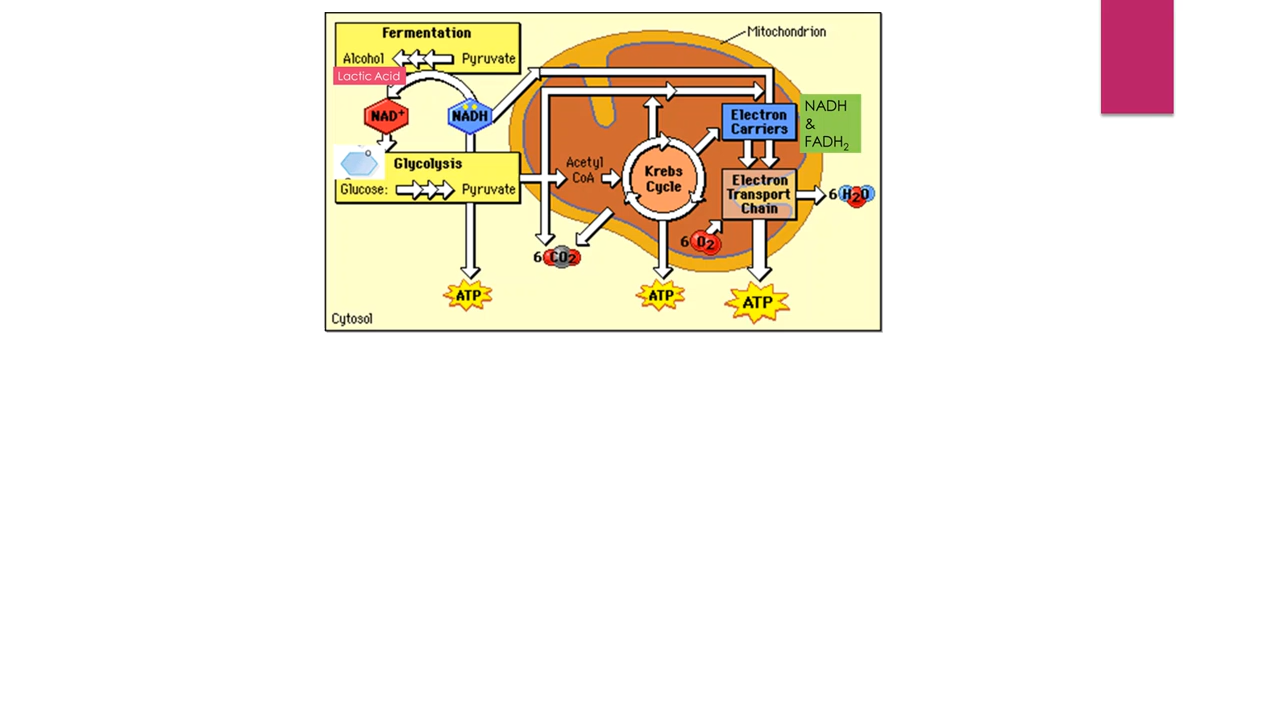 Fermentation
Alcohol
Pyruvate
Lactic Acid
NAD+
NADH
Glycolysis
Glucose:
Pyruvate
ATP
Mitochondrion
Acetyl
CoA
Krebs
Cycle
Electron
Carriers
NADH
&
FADH2
Electron
Transport
Chain
6 H2O
6 O2
6 CO2
ATP
ATP
Cytosol